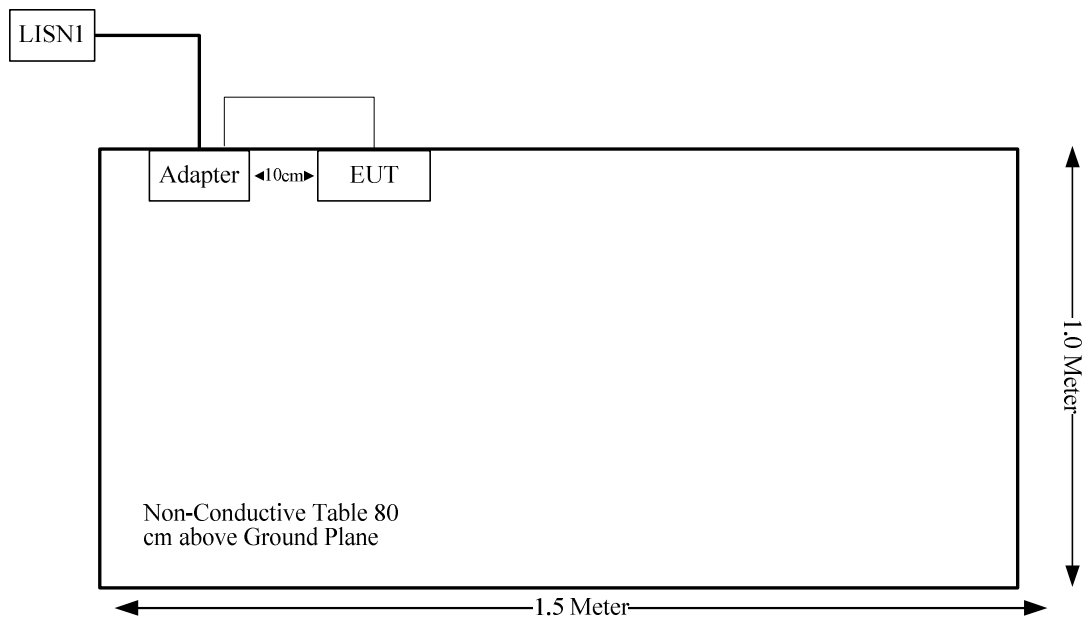 LISN1
Adapter
10cm
EUT
1.0 Meter
Non-Conductive Table 80
cm above Ground Plane
1.5 Meter